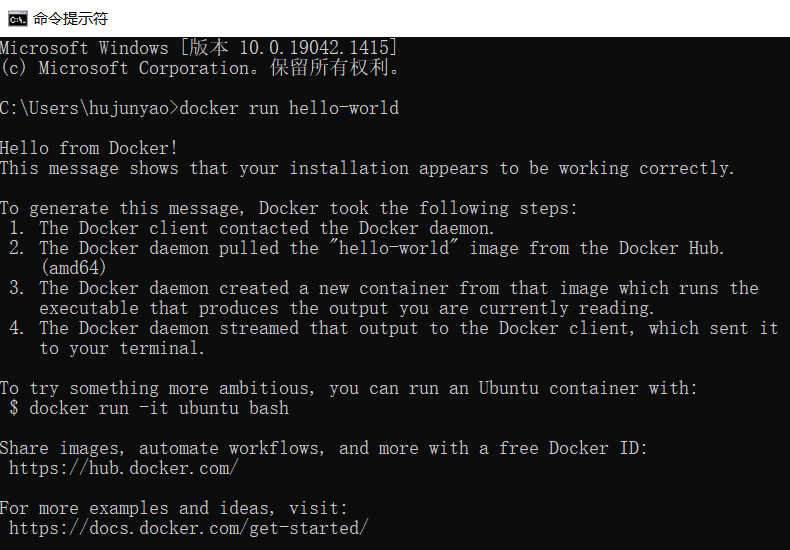 命令提示符
Microsoft Windows [版本 10.0.19042.1415]
(c) Microsoft Corporation。保留所有权利。
C:\Users\hujunyao>docker run hello-world
Hello from Docker!
This message shows that your installation appears to be working correctly.
To generate this message, Docker took the following steps:
1. The Docker client contacted the Docker daemon.
2. The Docker daemon pulled the "hello-world" image from the Docker Hub.
(amd64)
3. The Docker daemon created a new container from that image which runs the
executable that produces the output you are currently reading.
4. The Docker daemon streamed that output to the Docker client, which sent it
to your terminal.
To try something more ambitious, you can run an Ubuntu container with:
$ docker run -it ubuntu bash
Share images, automate workflows, and more with a free Docker ID:
https://hub.docker.com/
For more examples and ideas, visit:
https://docs.docker.com/get-started/